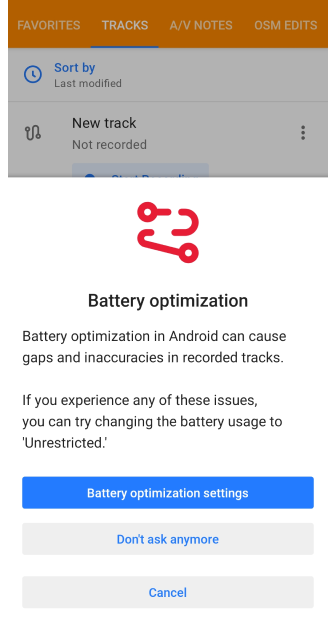 FAVORITES TRACKS A/V NOTES OSM EDITS
Sort by
Last modified
New track
Not recorded
Start Recording
Battery optimization
Battery optimization in Android can cause
gaps and inaccuracies in recorded tracks.
If you experience any of these issues,
you can try changing the battery usage to
'Unrestricted.'
Battery optimization settings
Don't ask anymore
Cancel